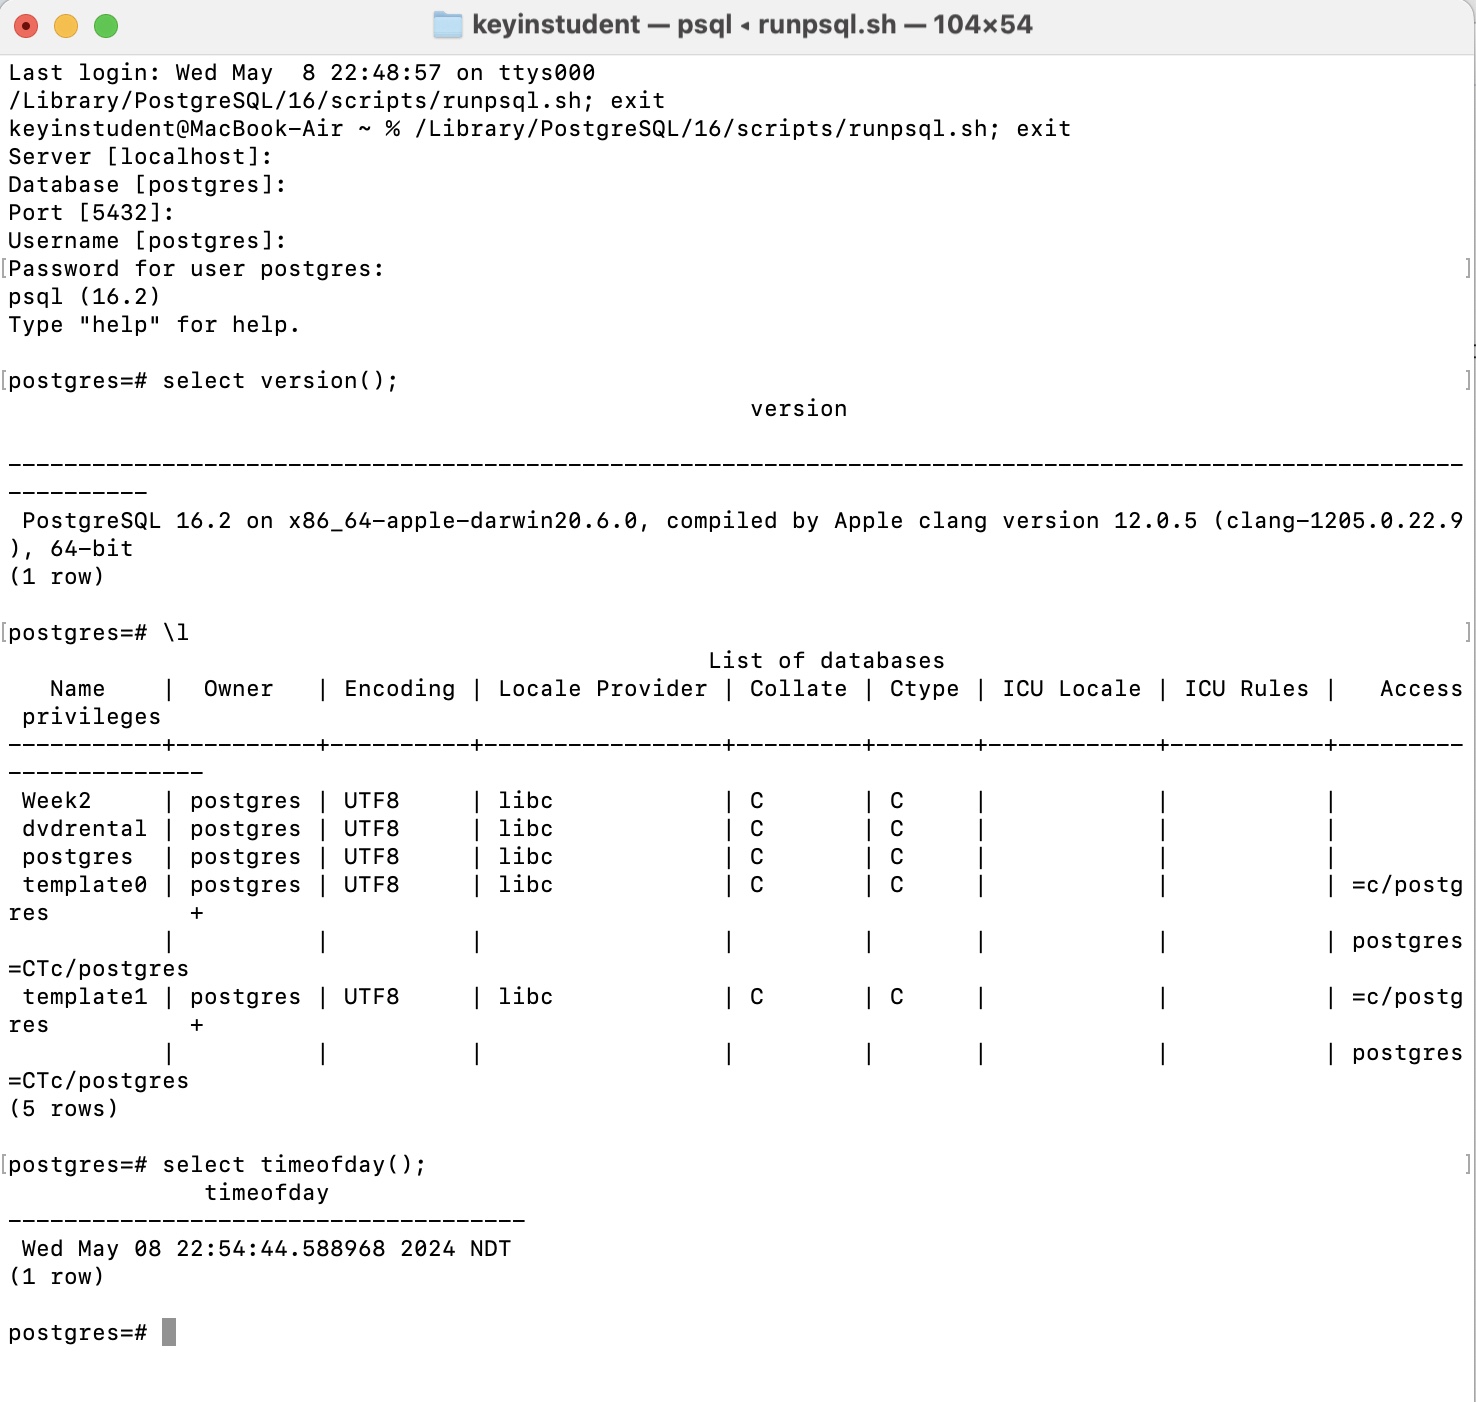 keyinstudent — psql ◂ runpsql.sh — 104×54
Last login: Wed May  8 22:48:57 on ttys000
/Library/PostgreSQL/16/scripts/runpsql.sh; exit
keyinstudent@MacBook-Air ~ % /Library/PostgreSQL/16/scripts/runpsql.sh; exit
Server [localhost]:
Database [postgres]:
Port [5432]:
Username [postgres]:
[Password for user postgres: ]
psql (16.2)
Type "help" for help.

[postgres=# select version(); ]
                                                     version

--------------------------------------------------------------------------------------------------------
----------
 PostgreSQL 16.2 on x86_64-apple-darwin20.6.0, compiled by Apple clang version 12.0.5 (clang-1205.0.22.9
), 64-bit
(1 row)

[postgres=# \l ]
                                                  List of databases
   Name    |  Owner   | Encoding | Locale Provider | Collate | Ctype | ICU Locale | ICU Rules |   Access
 privileges
-----------+----------+----------+-----------------+---------+-------+------------+-----------+---------
--------------
 Week2     | postgres | UTF8     | libc            | C       | C     |            |           |
 dvdrental | postgres | UTF8     | libc            | C       | C     |            |           |
 postgres  | postgres | UTF8     | libc            | C       | C     |            |           |
 template0 | postgres | UTF8     | libc            | C       | C     |            |           | =c/postg
res          +
           |          |          |                 |         |       |            |           | postgres
=CTc/postgres
 template1 | postgres | UTF8     | libc            | C       | C     |            |           | =c/postg
res          +
           |          |          |                 |         |       |            |           | postgres
=CTc/postgres
(5 rows)

[postgres=# select timeofday(); ]
              timeofday
-------------------------------------
 Wed May 08 22:54:44.588968 2024 NDT
(1 row)

postgres=#